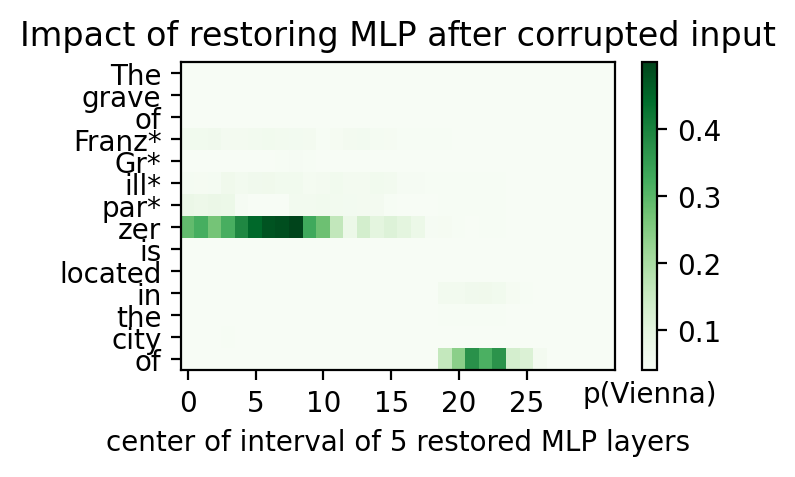 Impact of restoring MLP after corrupted input
The
grave
of
Franz*
Gr*
ill*
par*
zer
is
located
in
the
city
of
0.4
0.3
0.2
0.1
0 5 10 15 20 25
p(Vienna)
center of interval of 5 restored MLP layers